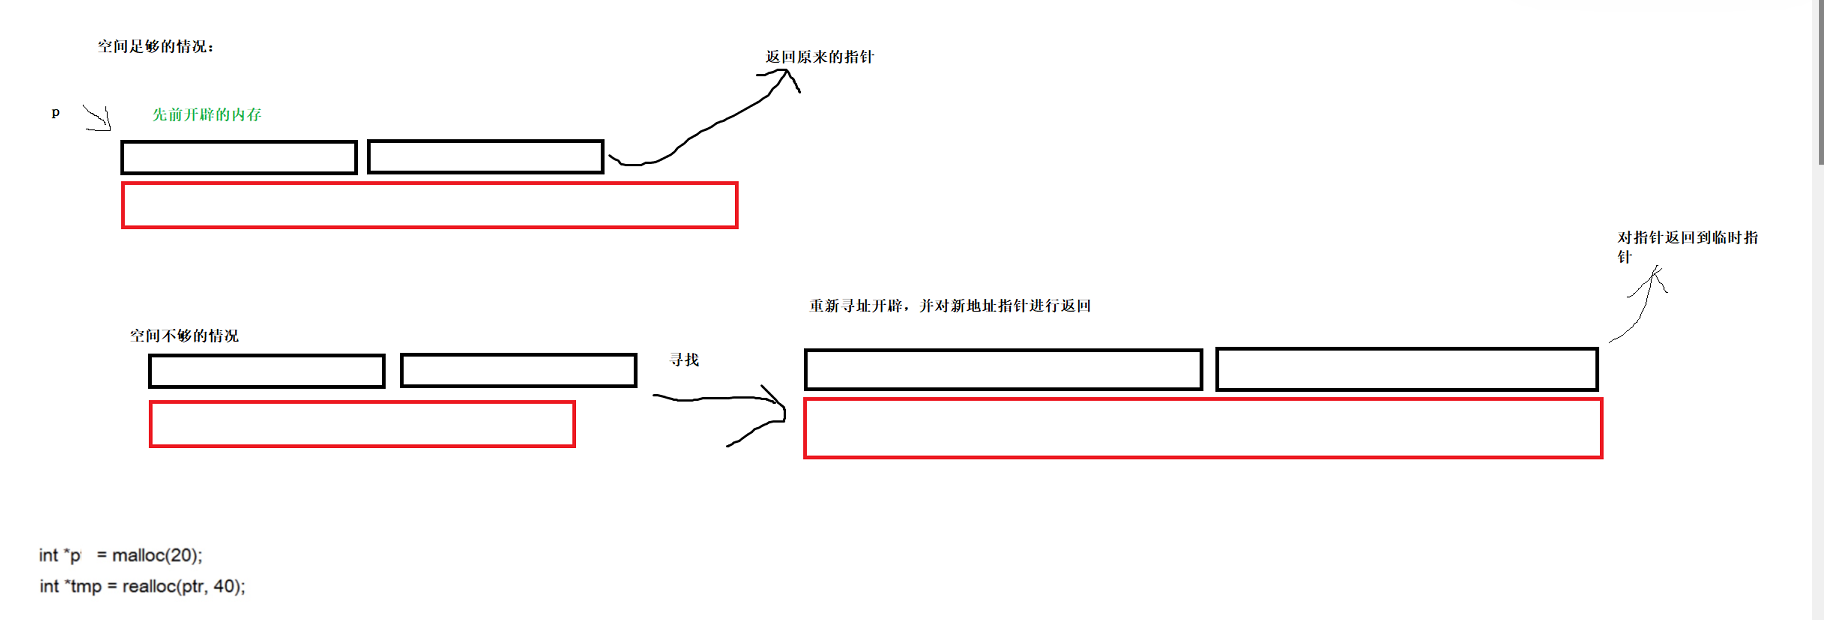 空间足够的情况：
返回原来的指针
p
先前开辟的内存
对指针返回到临时指
针
重新寻址开辟，并对新地址指针进行返回
空间不够的情况
寻找
int *p = malloc(20);
int *tmp = realloc(ptr, 40);